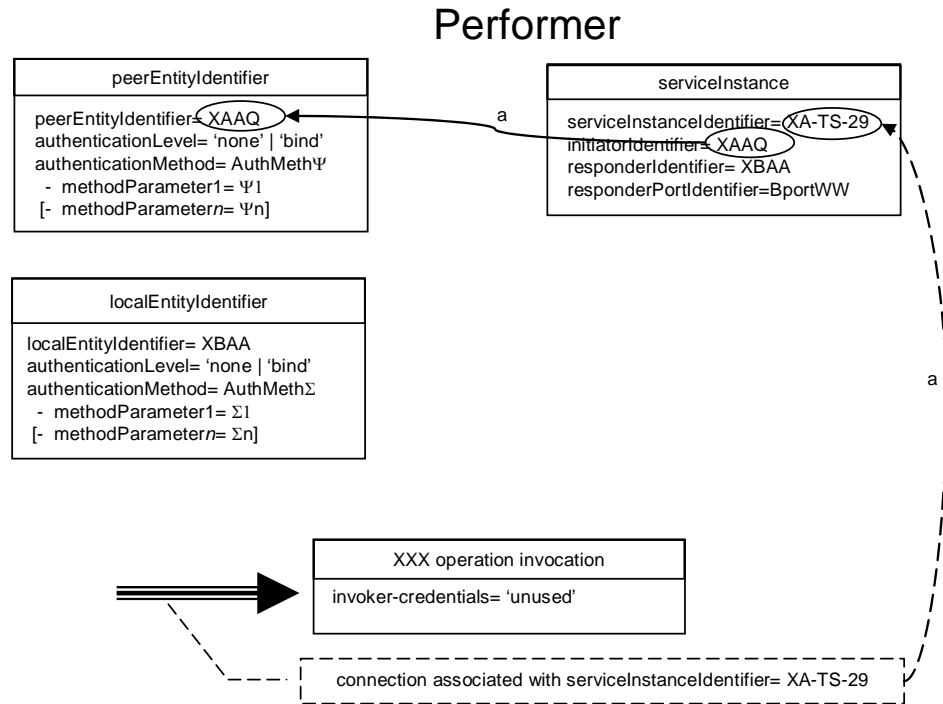 Performer
peerEntityIdentifier
peerEntityIdentifier= XAAQ
authenticationLevel= 'none' | 'bind'
authenticationMethod= AuthMethΨ
- methodParameter1= Ψ1
[- methodParametern= Ψn]
serviceInstance
serviceInstanceIdentifier= XA-TS-29
initiatorIdentifier= XAAQ
responderIdentifier= XBAA
responderPortIdentifier=BportWW
a
localEntityIdentifier
localEntityIdentifier= XBAA
authenticationLevel= 'none | 'bind'
authenticationMethod= AuthMethΣ
- methodParameter1= Σ1
[- methodParametern= Σn]
a
XXX operation invocation
invoker-credentials= 'unused'
connection associated with serviceInstanceIdentifier= XA-TS-29